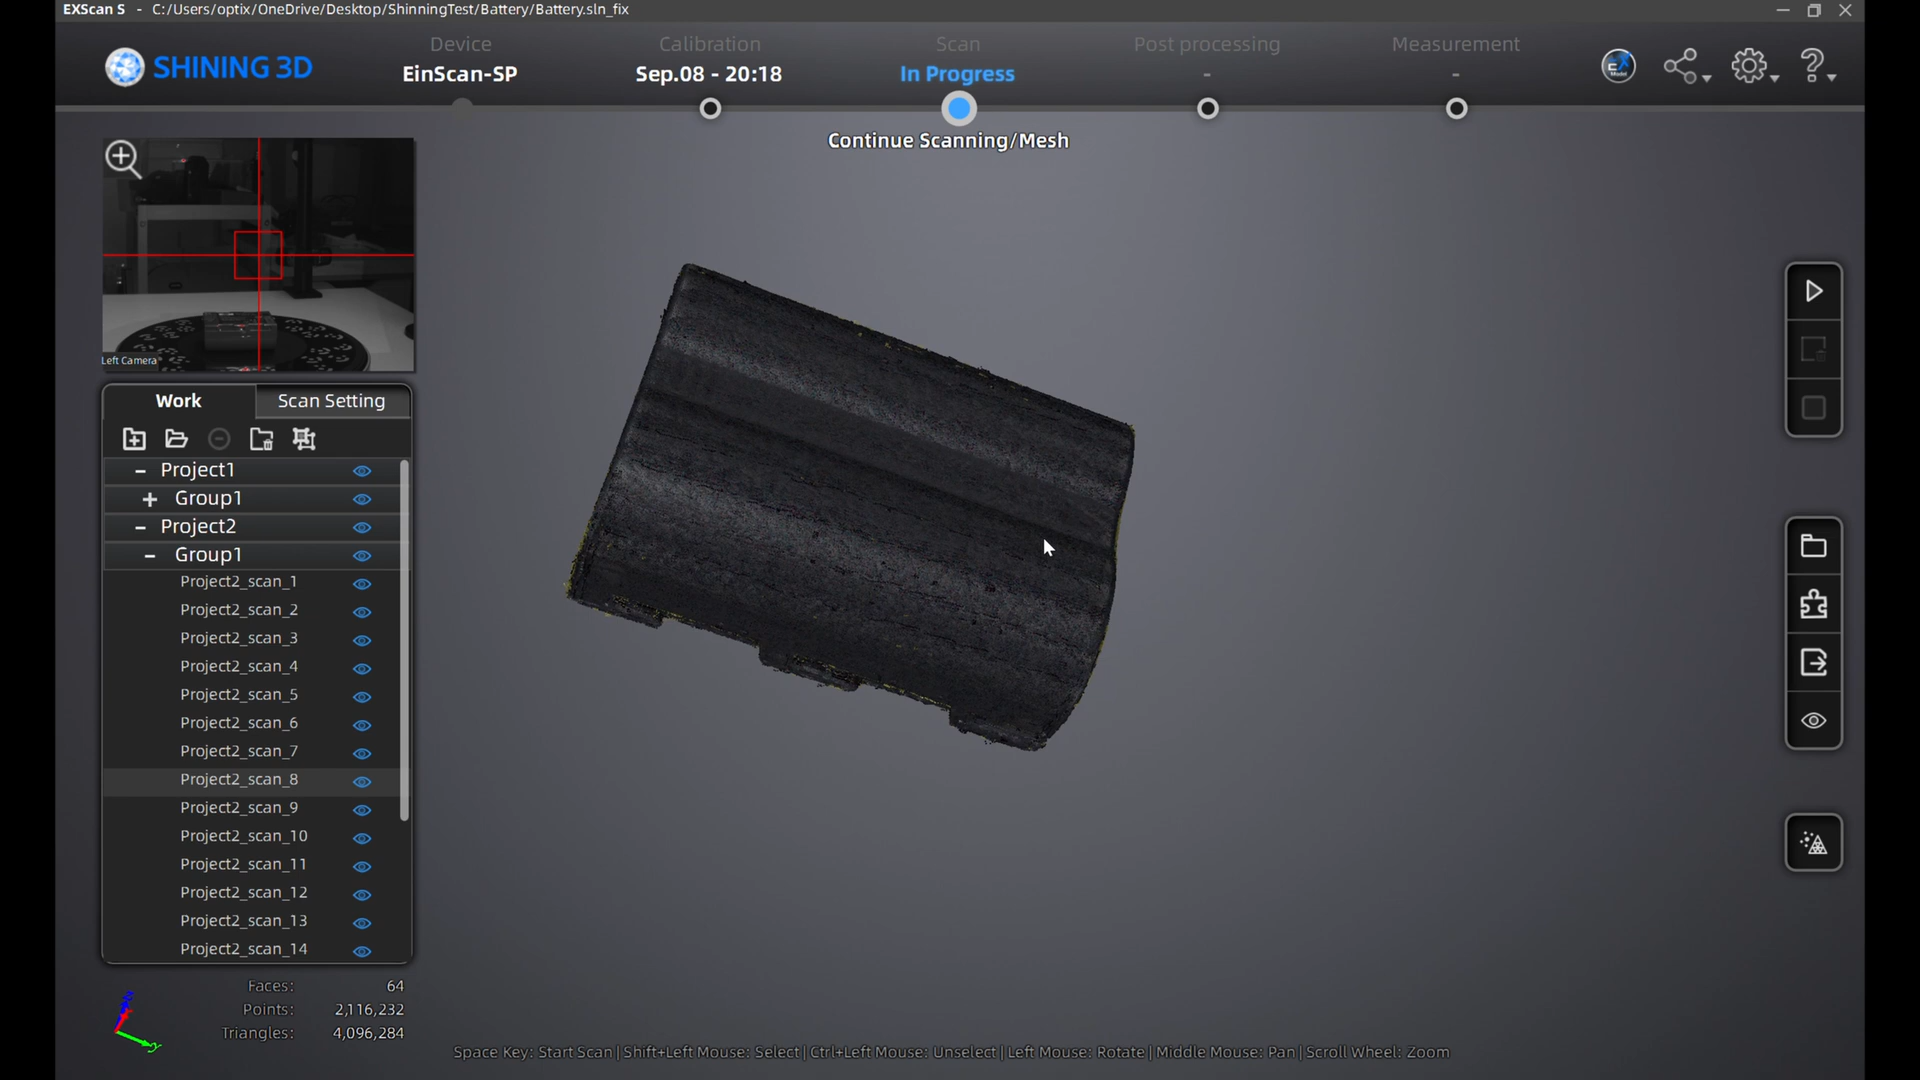 EXScan S - C:/Users/optix/OneDrive/Desktop/ShinningTest/Battery/Battery.sln_fix
SHINING 3D
Device
EinScan-SP
Calibration
Sep.08 - 20:18
Scan
In Progress
Post processing
-
Measurement
-
Continue Scanning/Mesh
Left Camera
Work
Scan Setting
Project1
Group1
Project2
Group1
Project2_scan_1
Project2_scan_2
Project2_scan_3
Project2_scan_4
Project2_scan_5
Project2_scan_6
Project2_scan_7
Project2_scan_8
Project2_scan_9
Project2_scan_10
Project2_scan_11
Project2_scan_12
Project2_scan_13
Project2_scan_14
Faces: 64
Points: 2,116,232
Triangles: 4,096,284
Space Key: Start Scan | Shift+Left Mouse: Select | Ctrl+Left Mouse: Unselect | Left Mouse: Rotate | Middle Mouse: Pan | Scroll Wheel: Zoom